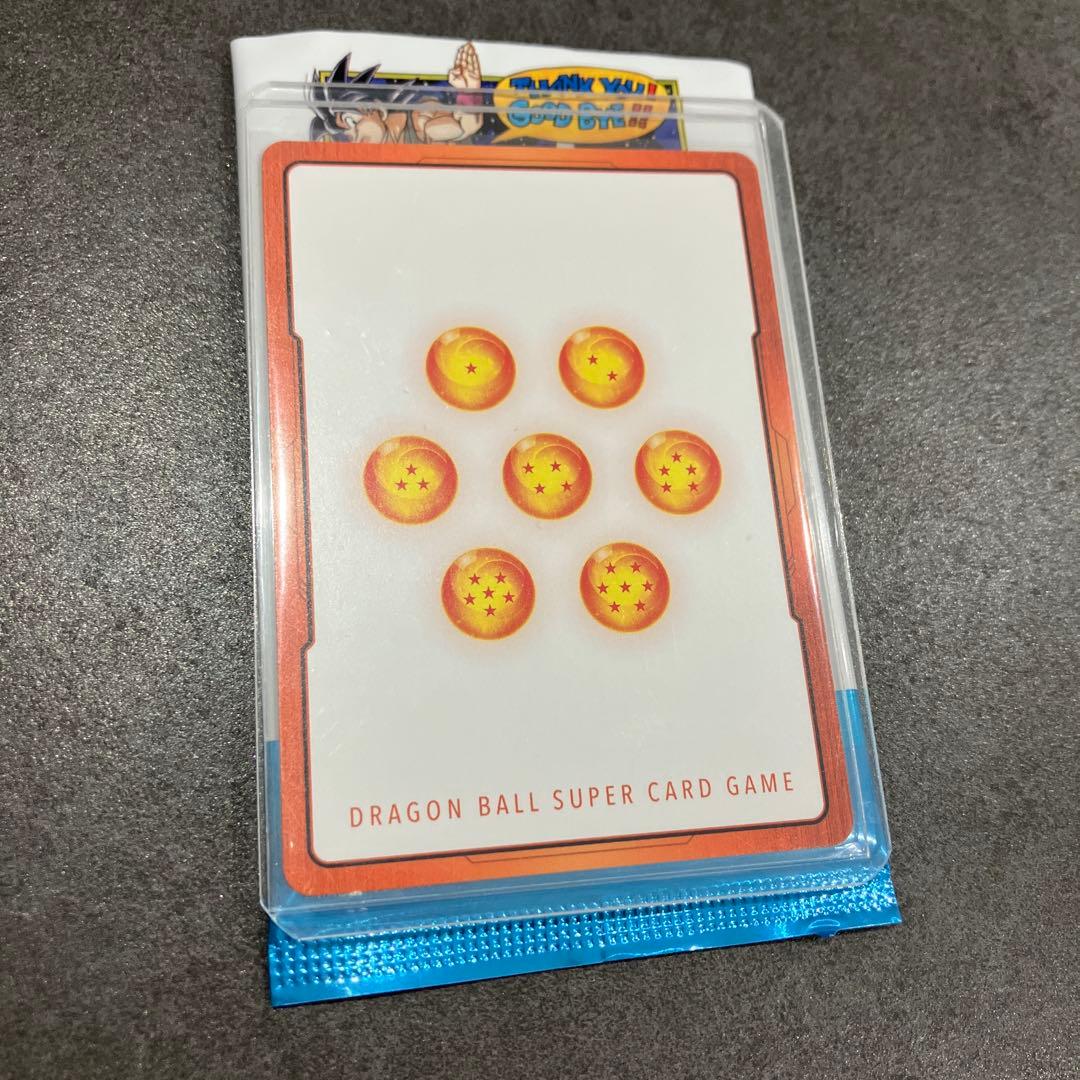 THANK YOU!
GOOD BYE!!
DRAGON BALL SUPER CARD GAME